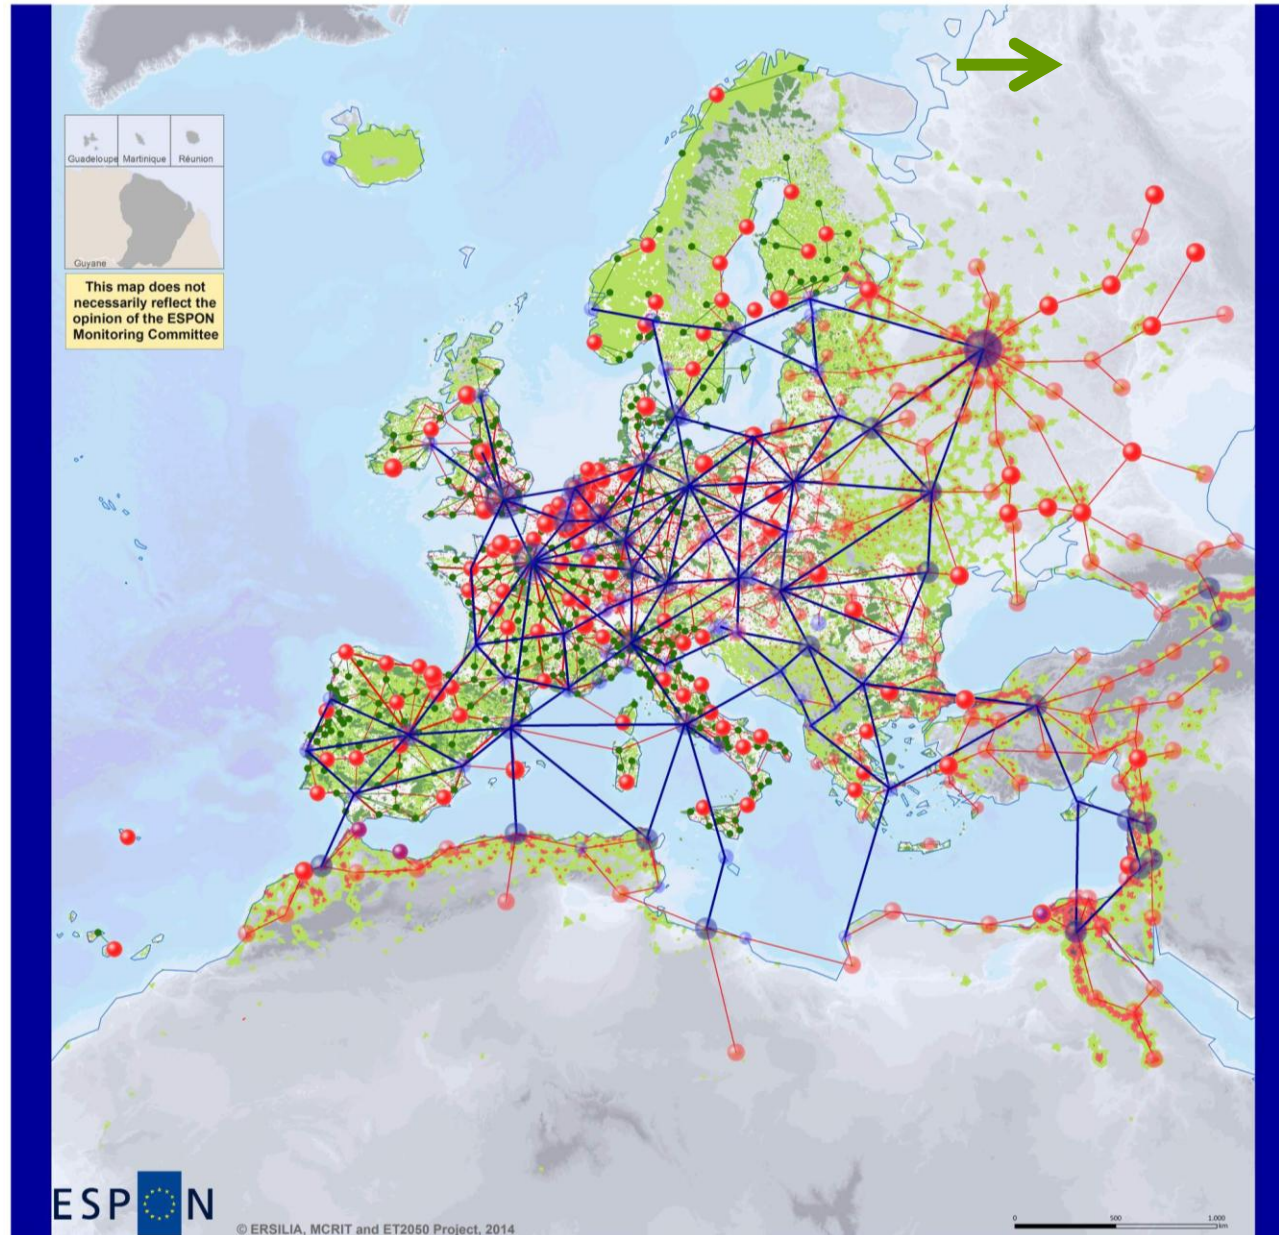 Guadeloupe Martinique Réunion
Guyane
This map does not
necessarily reflect the
opinion of the ESPON
Monitoring Committee
ESPON
© ERSILIA, MCRIT and ET2050 Project, 2014
0 500 1.000
km